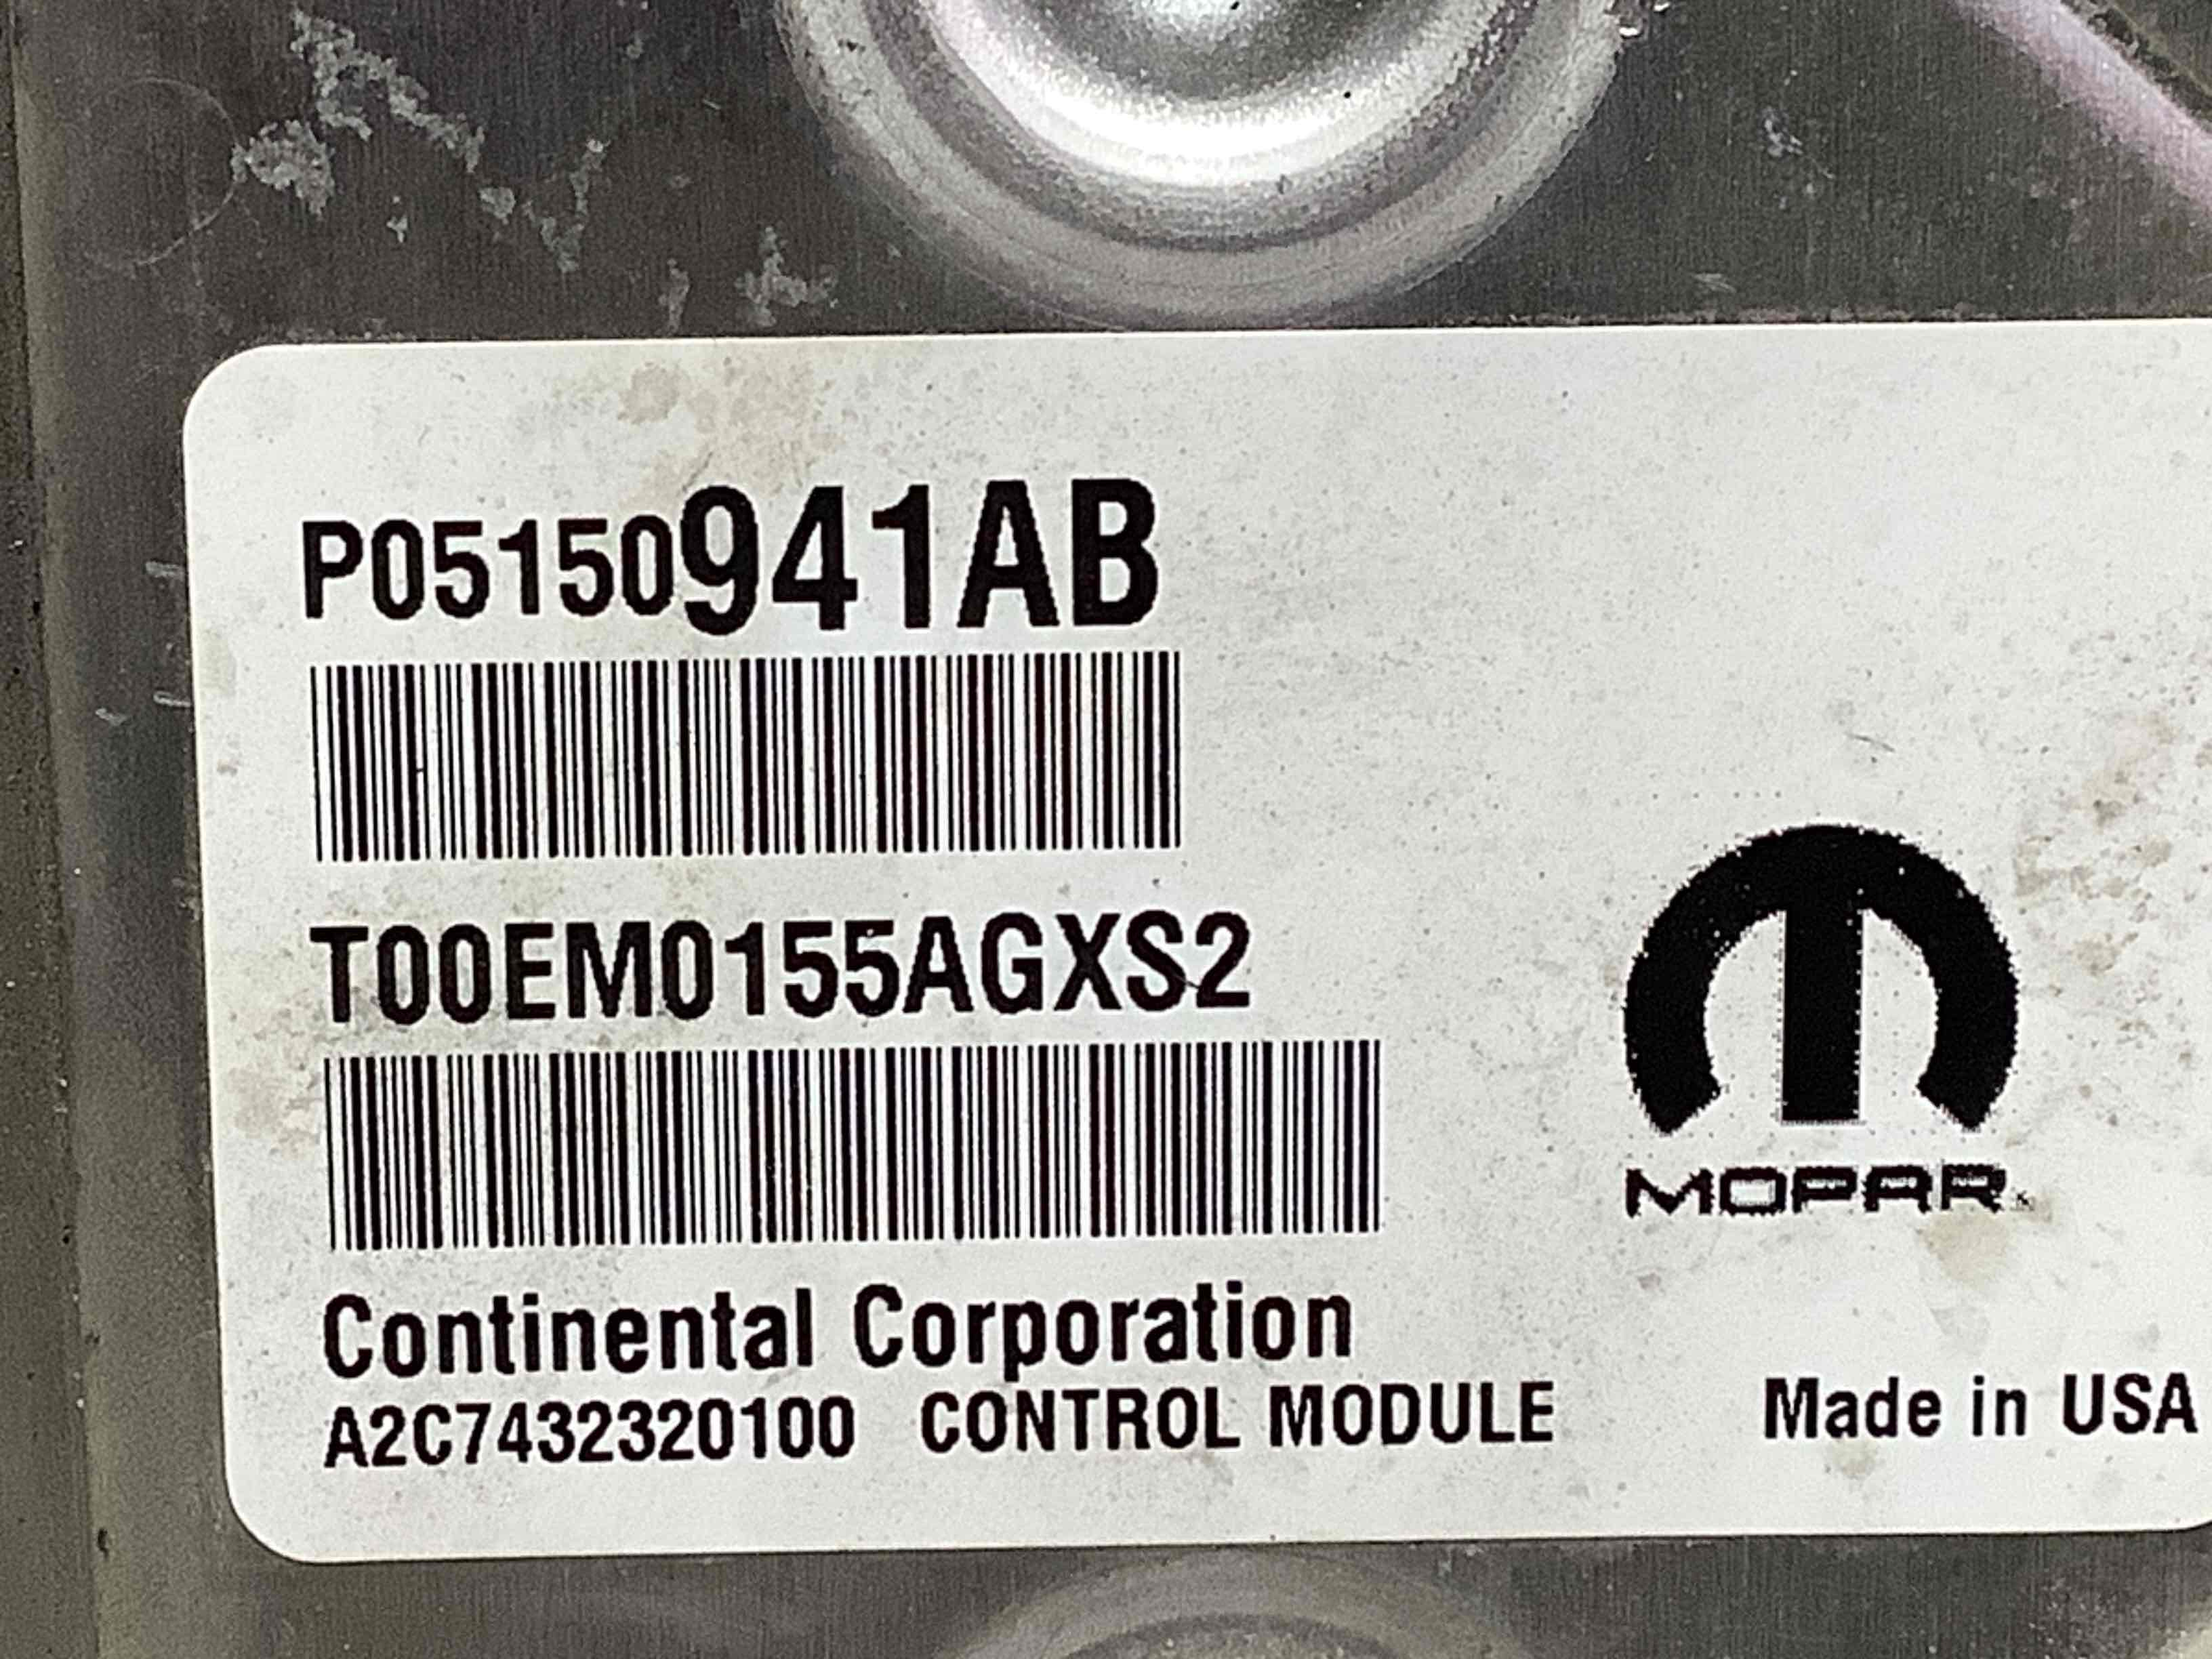 P05150941AB
T00EM0155AGXS2
MOPAR
Continental Corporation
A2C7432320100 CONTROL MODULE Made in USA